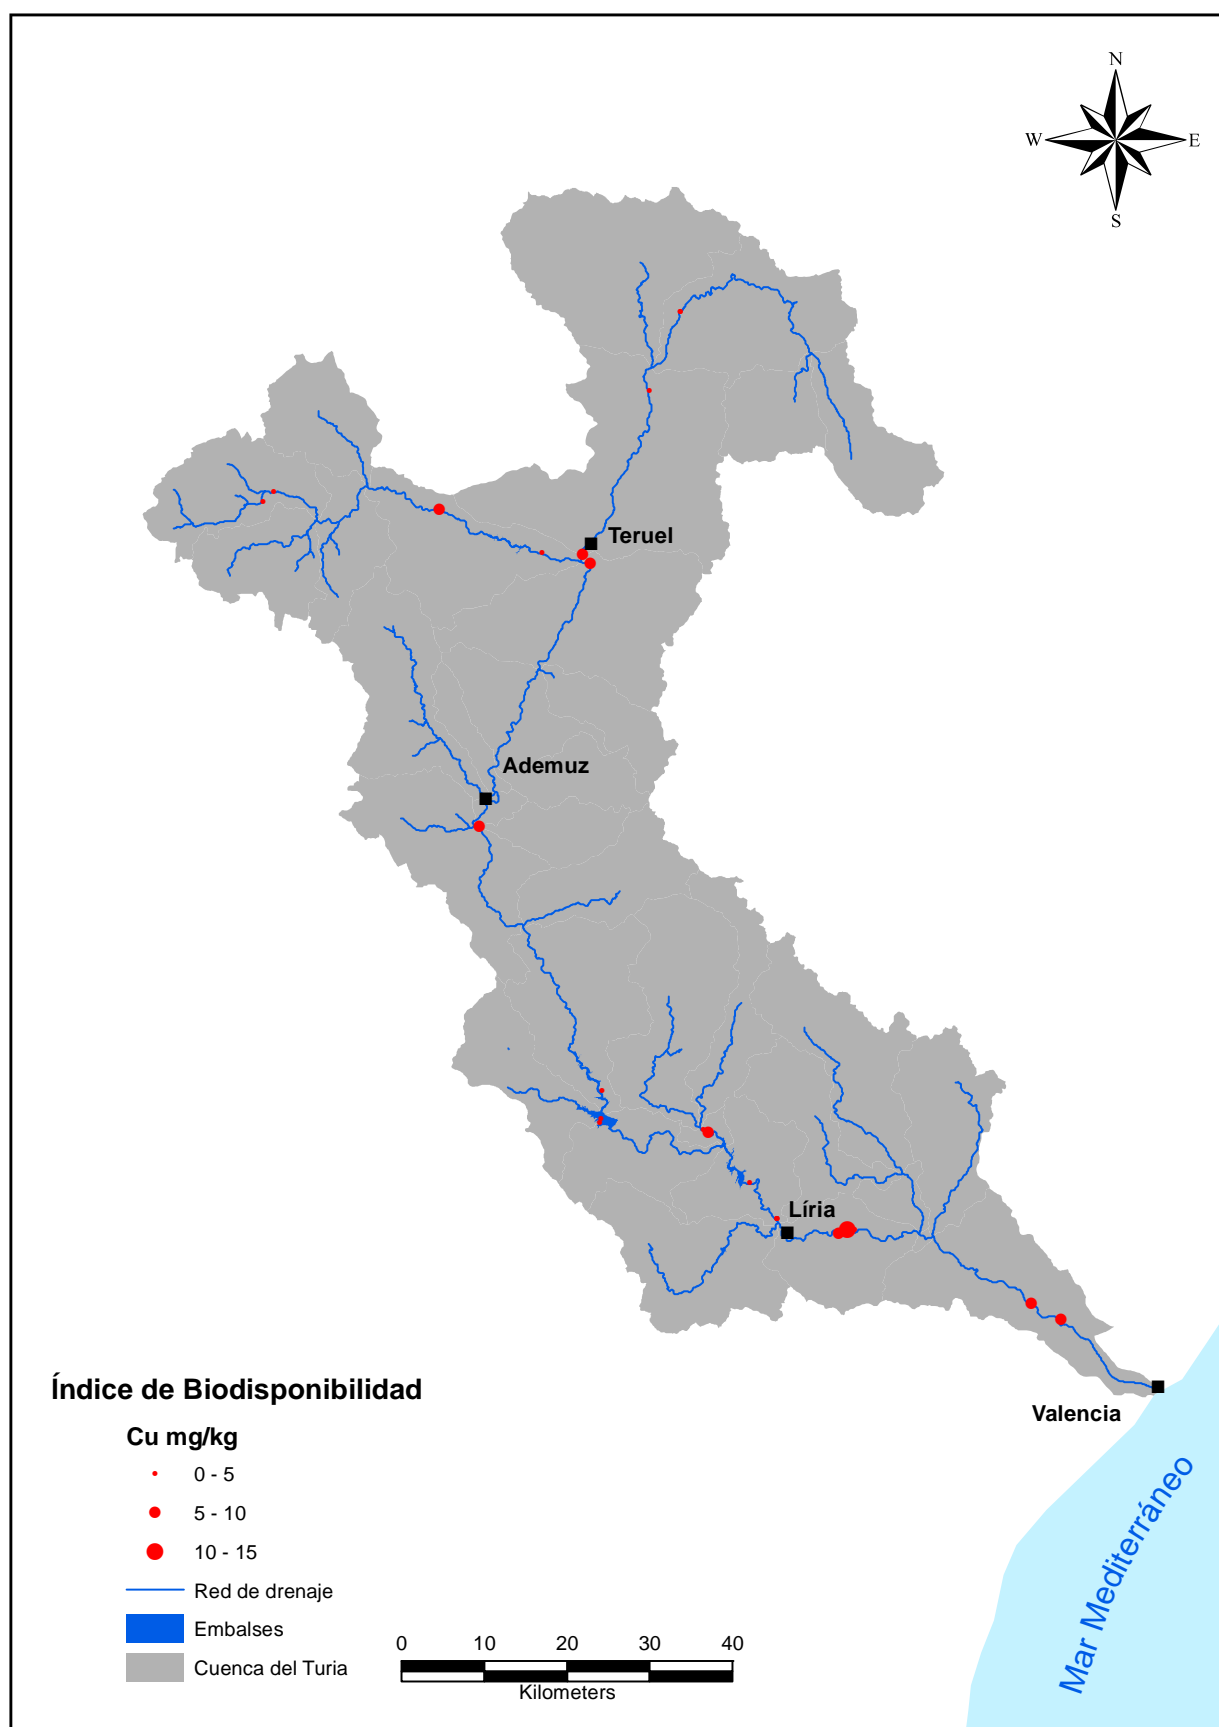 N
W
E
S
Teruel
Ademuz
Líria
Valencia
Mar Mediterráneo
Índice de Biodisponibilidad
Cu mg/kg
0 - 5
5 - 10
10 - 15
Red de drenaje
Embalses
Cuenca del Turia
0 10 20 30 40
Kilometers